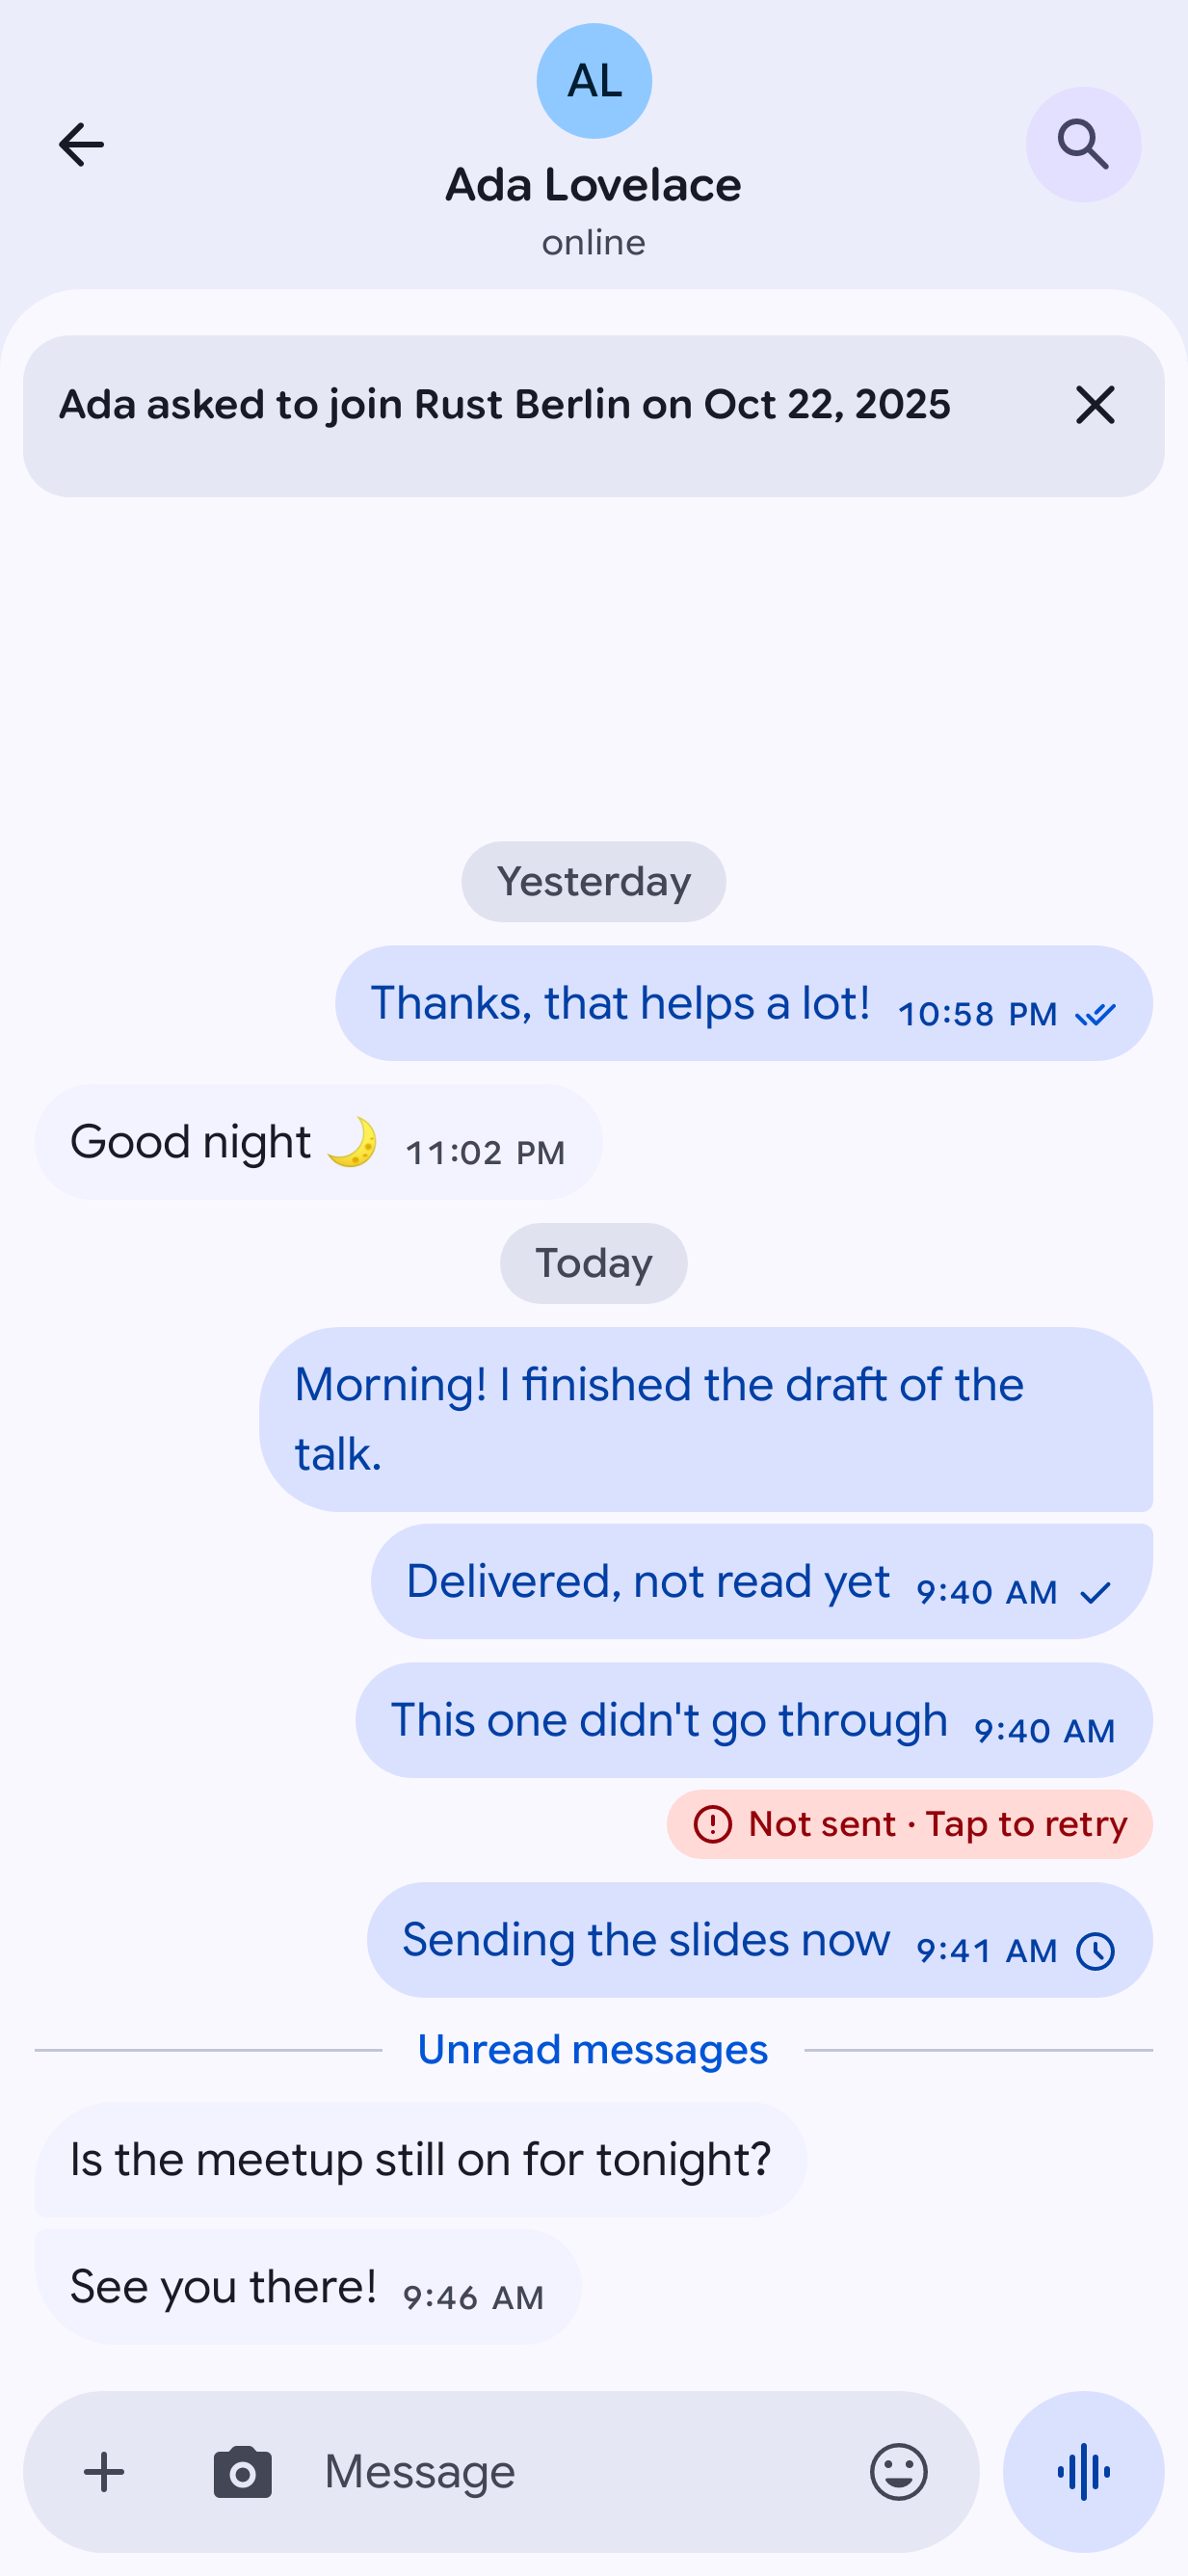 AL
Ada Lovelace
online
Ada asked to join Rust Berlin on Oct 22, 2025
Yesterday
Thanks, that helps a lot! 10:58 PM
Good night 🌙 11:02 PM
Today
Morning! I finished the draft of the
talk.
Delivered, not read yet 9:40 AM
This one didn't go through 9:40 AM
Not sent · Tap to retry
Sending the slides now 9:41 AM
Unread messages
Is the meetup still on for tonight?
See you there! 9:46 AM
Message